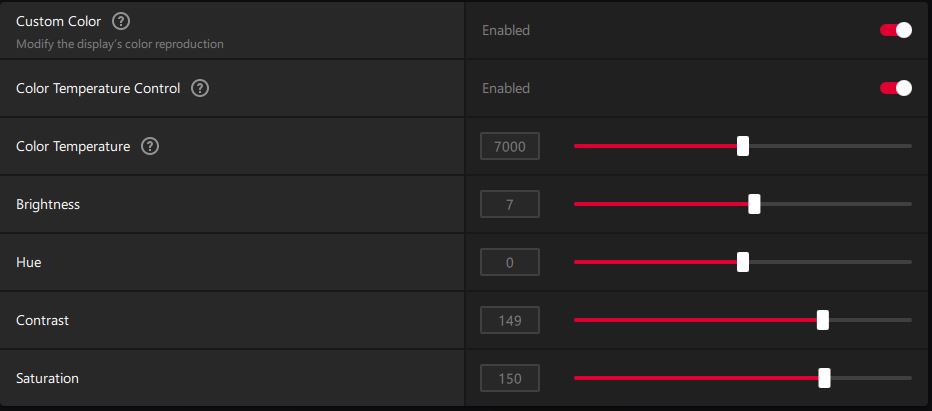 Custom Color ?
Modify the display's color reproduction
Enabled
Color Temperature Control ?
Enabled
Color Temperature ?
7000
Brightness
7
Hue
0
Contrast
149
Saturation
150